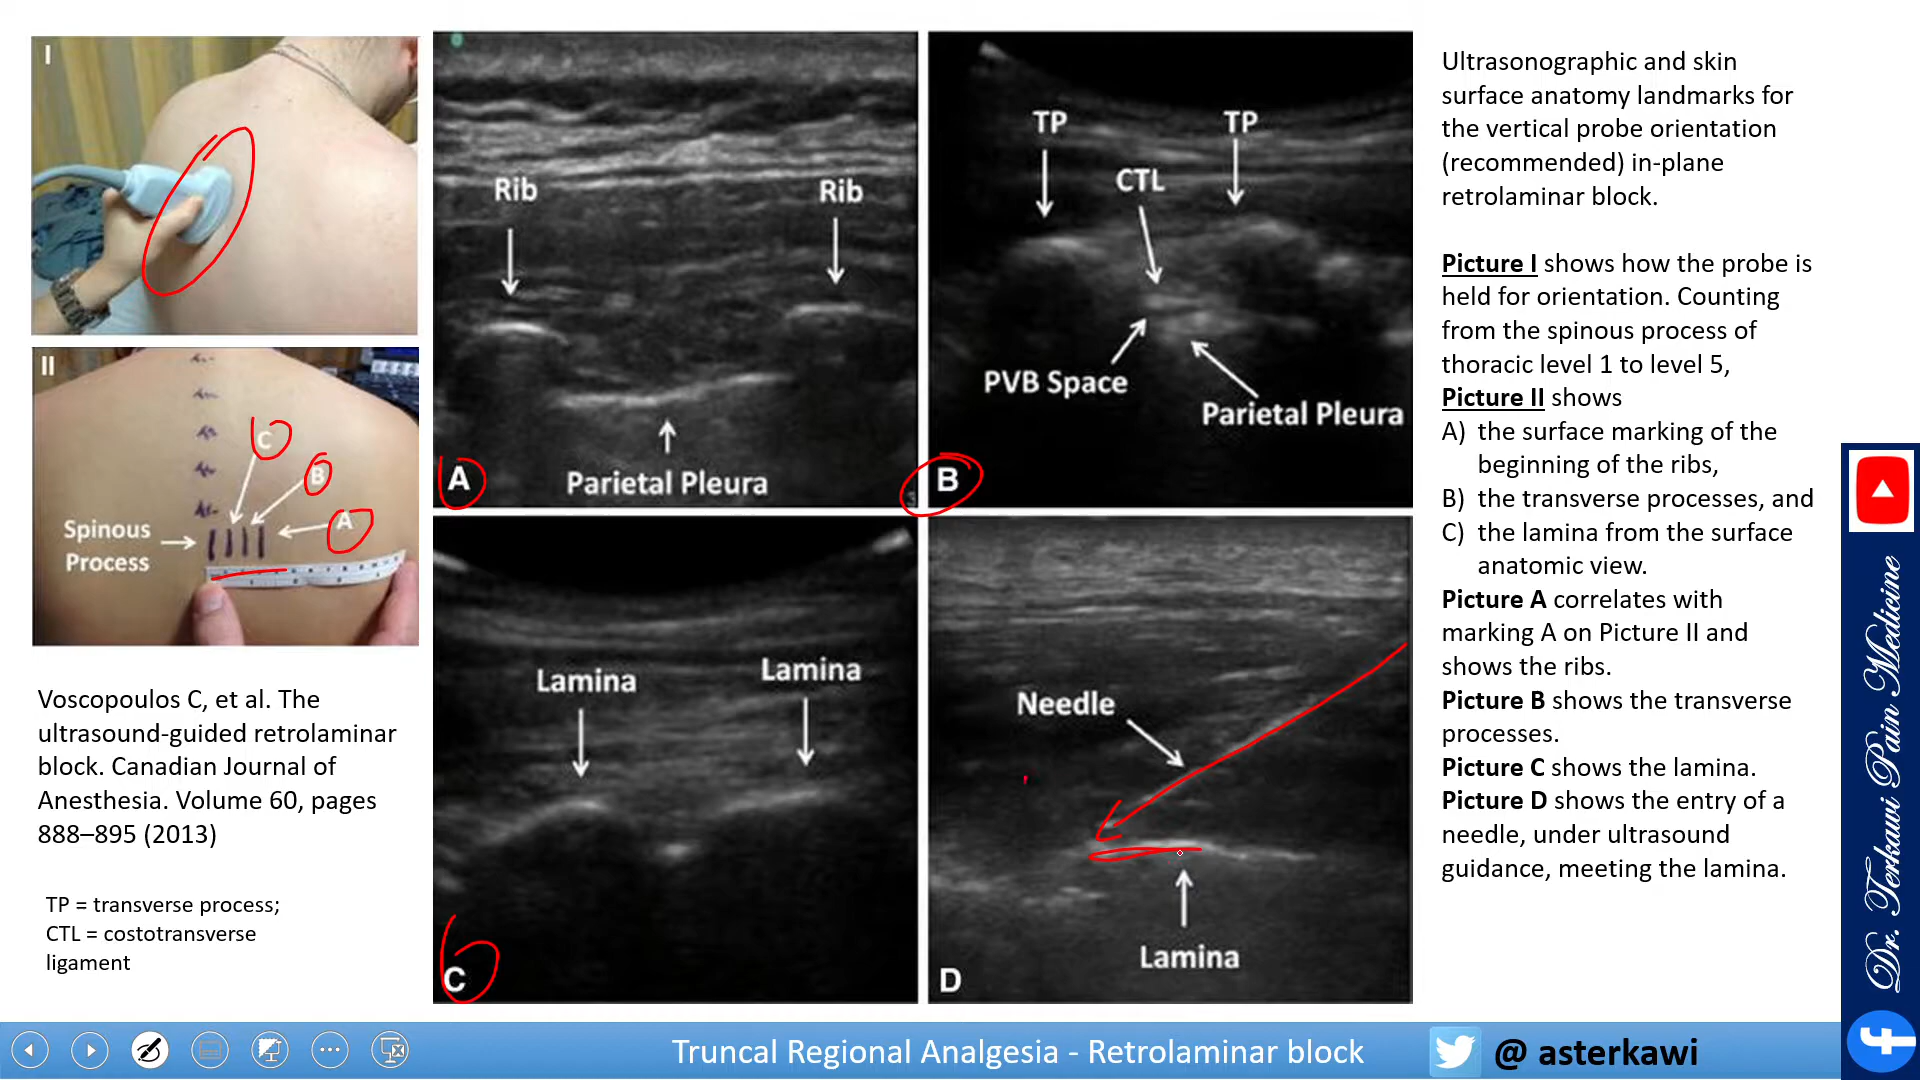 I
II
C
B
A
Spinous
Process
Voscopoulos C, et al. The
ultrasound-guided retrolaminar
block. Canadian Journal of
Anesthesia. Volume 60, pages
888–895 (2013)
TP = transverse process;
CTL = costotransverse
ligament
Rib
Rib
Parietal Pleura
A
TP
TP
CTL
PVB Space
Parietal Pleura
B
Lamina
Lamina
C
Needle
Lamina
D
Ultrasonographic and skin
surface anatomy landmarks for
the vertical probe orientation
(recommended) in-plane
retrolaminar block.
Picture I shows how the probe is
held for orientation. Counting
from the spinous process of
thoracic level 1 to level 5,
Picture II shows
A) the surface marking of the
beginning of the ribs,
B) the transverse processes, and
C) the lamina from the surface
anatomic view.
Picture A correlates with
marking A on Picture II and
shows the ribs.
Picture B shows the transverse
processes.
Picture C shows the lamina.
Picture D shows the entry of a
needle, under ultrasound
guidance, meeting the lamina.
Dr. Terkawi Pain Medicine
Truncal Regional Analgesia - Retrolaminar block
@ asterkawi